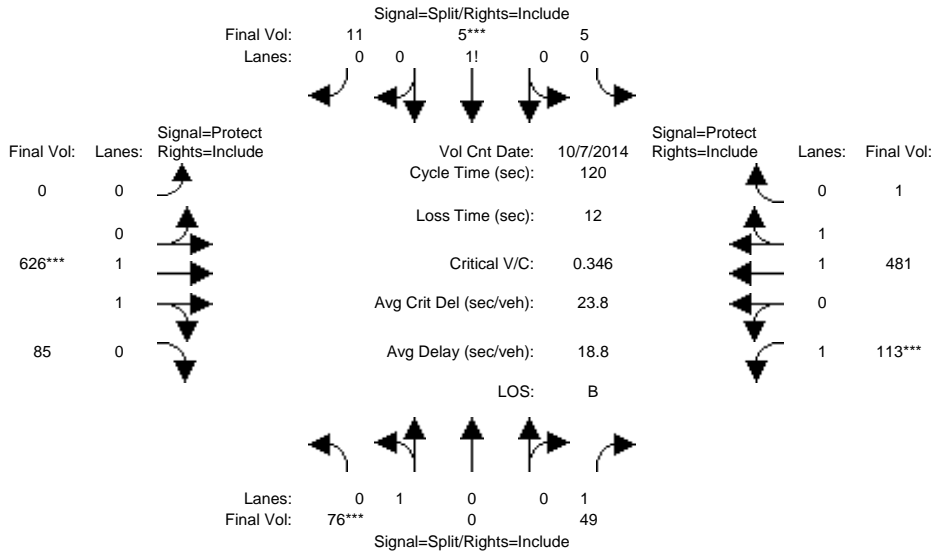 Signal=Split/Rights=Include
Final Vol: 11 5*** 5
Lanes: 0 0 1! 0 0
Signal=Protect Signal=Protect
Final Vol: Lanes: Rights=Include Vol Cnt Date: 10/7/2014 Rights=Include Lanes: Final Vol:
Cycle Time (sec): 120
0 0 0 1
Loss Time (sec): 12
0 1
626*** 1 Critical V/C: 0.346 1 481
1 Avg Crit Del (sec/veh): 23.8 0
85 0 Avg Delay (sec/veh): 18.8 1 113***
LOS: B
Lanes: 0 1 0 0 1
Final Vol: 76*** 0 49
Signal=Split/Rights=Include